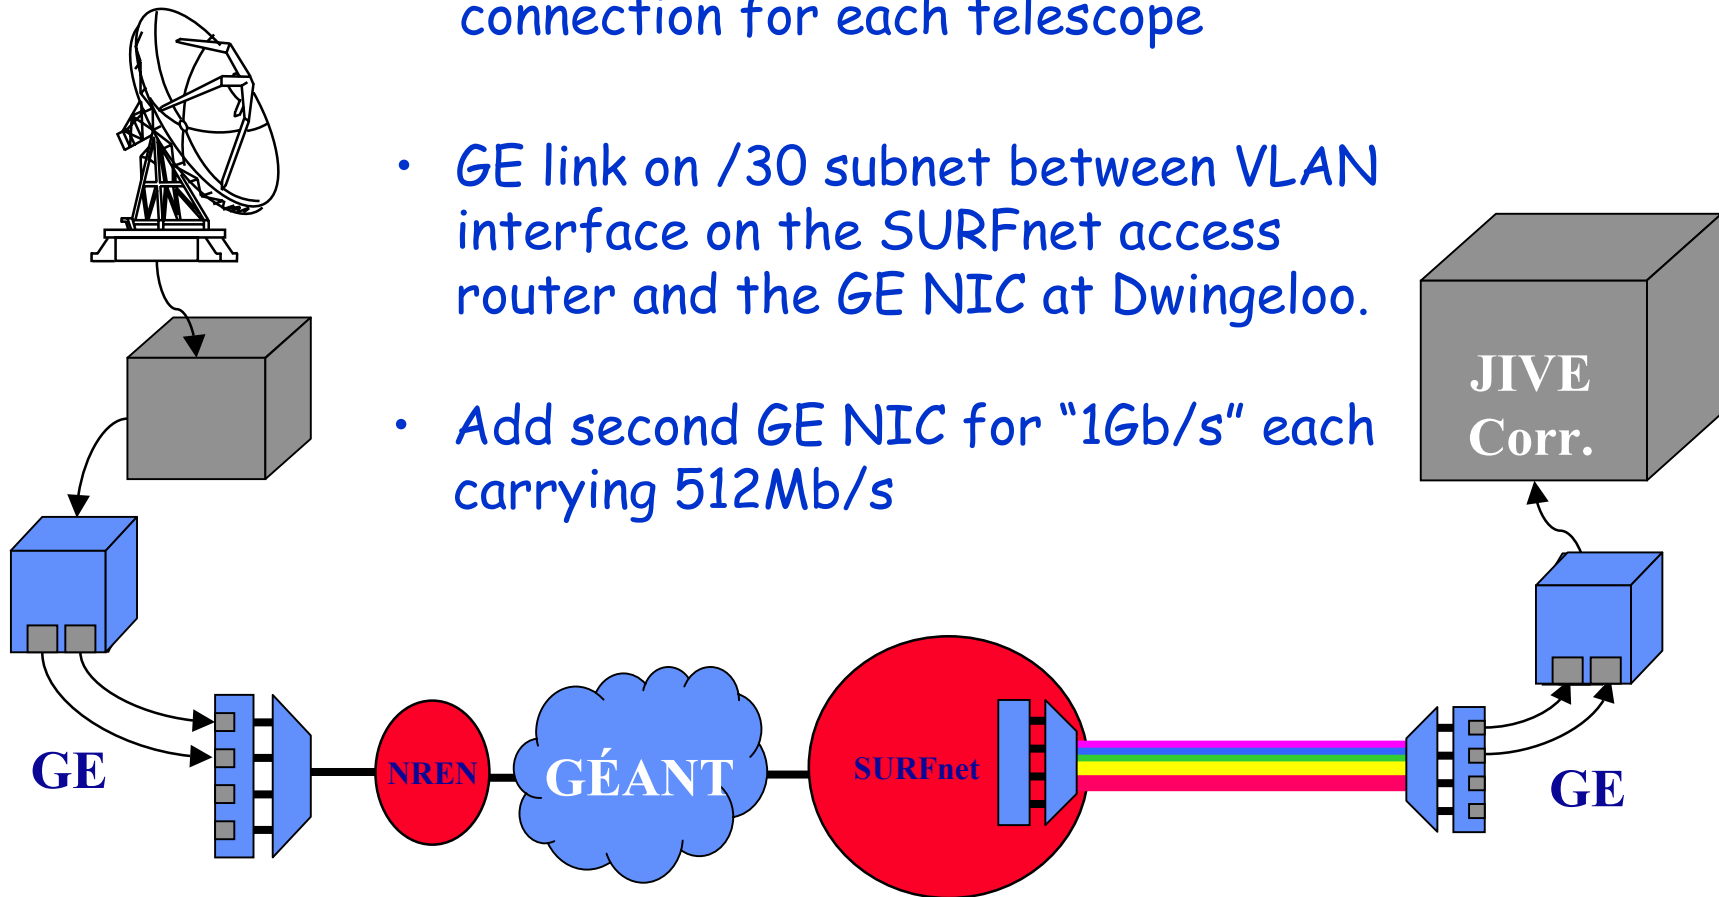 connection for each telescope
• GE link on /30 subnet between VLAN
interface on the SURFnet access
router and the GE NIC at Dwingeloo.
• Add second GE NIC for “1Gb/s” each
carrying 512Mb/s
JIVE
Corr.
GE
NREN
GÉANT
SURFnet
GE